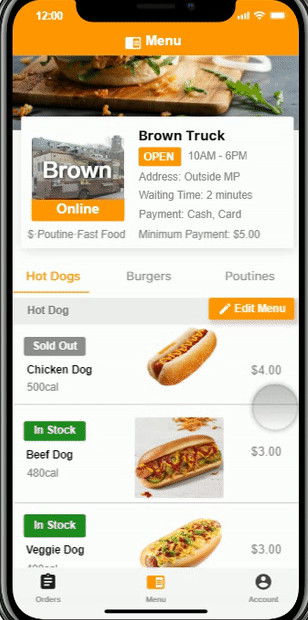 12:00
Menu
Brown Truck
OPEN 10AM - 6PM
Brown
Address: Outside MP
Waiting Time: 2 minutes
Online
Payment: Cash, Card
$·Poutine·Fast Food
Minimum Payment: $5.00
Hot Dogs Burgers Poutines
Hot Dog
Edit Menu
Sold Out
Chicken Dog
$4.00
500cal
In Stock
Beef Dog
$3.00
480cal
In Stock
Veggie Dog
$3.00
Orders Menu Account